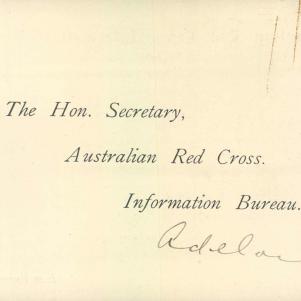 The Hon. Secretary,
Australian Red Cross.
Information Bureau.